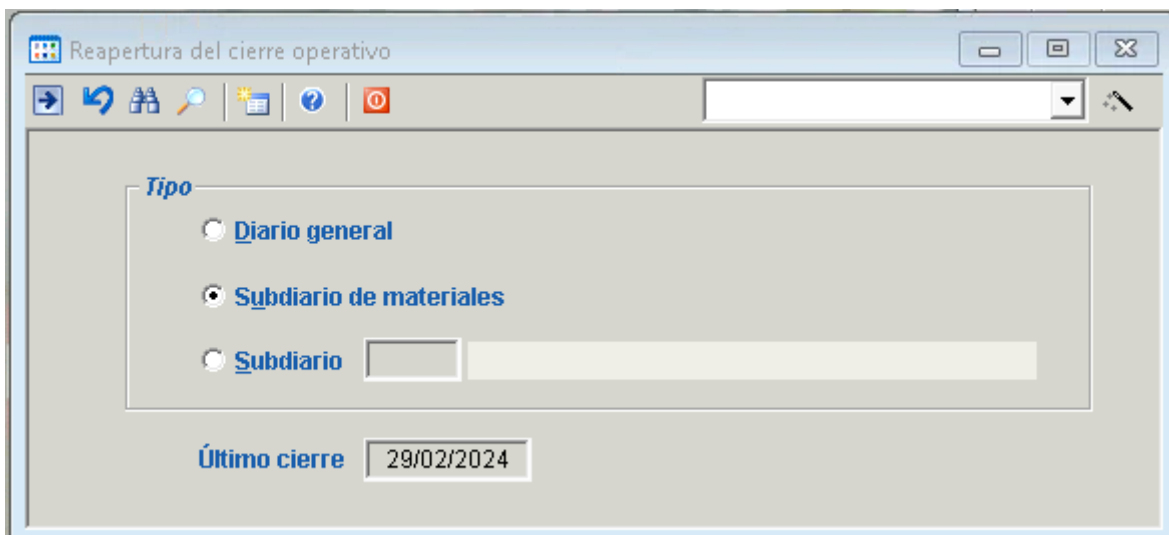 Reapertura del cierre operativo
Tipo
Diario general
Subdiario de materiales
Subdiario
Último cierre 29/02/2024